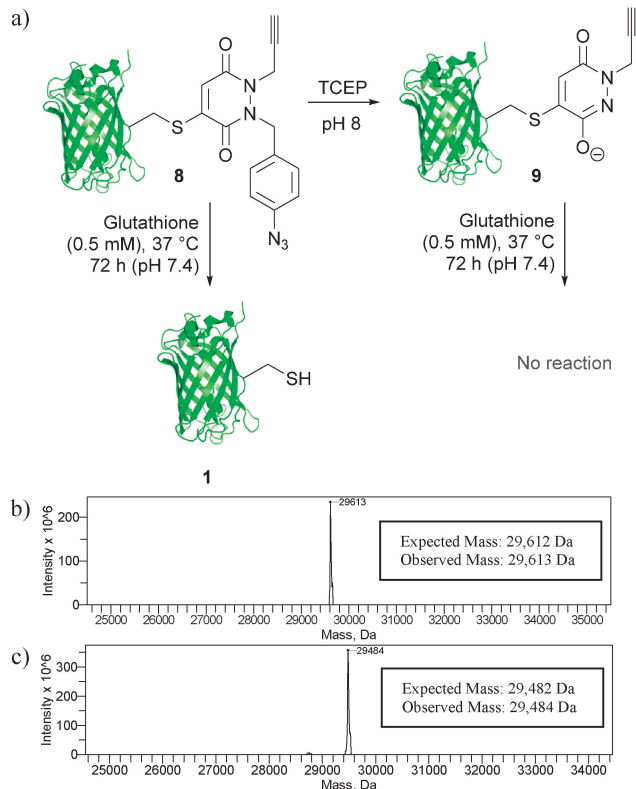 a)
O
N
N
S
O
8
N3
TCEP
pH 8
O
N
N
S
O⊖
9
Glutathione
(0.5 mM), 37 °C
72 h (pH 7.4)
Glutathione
(0.5 mM), 37 °C
72 h (pH 7.4)
SH
1
No reaction
b)
Intensity x 10^6
200
100
0
29613
Expected Mass: 29,612 Da
Observed Mass: 29,613 Da
25000 26000 27000 28000 29000 30000 31000 32000 33000 34000 35000
Mass, Da
c)
Intensity x 10^6
300
200
100
0
29484
Expected Mass: 29,482 Da
Observed Mass: 29,484 Da
25000 26000 27000 28000 29000 30000 31000 32000 33000 34000
Mass, Da